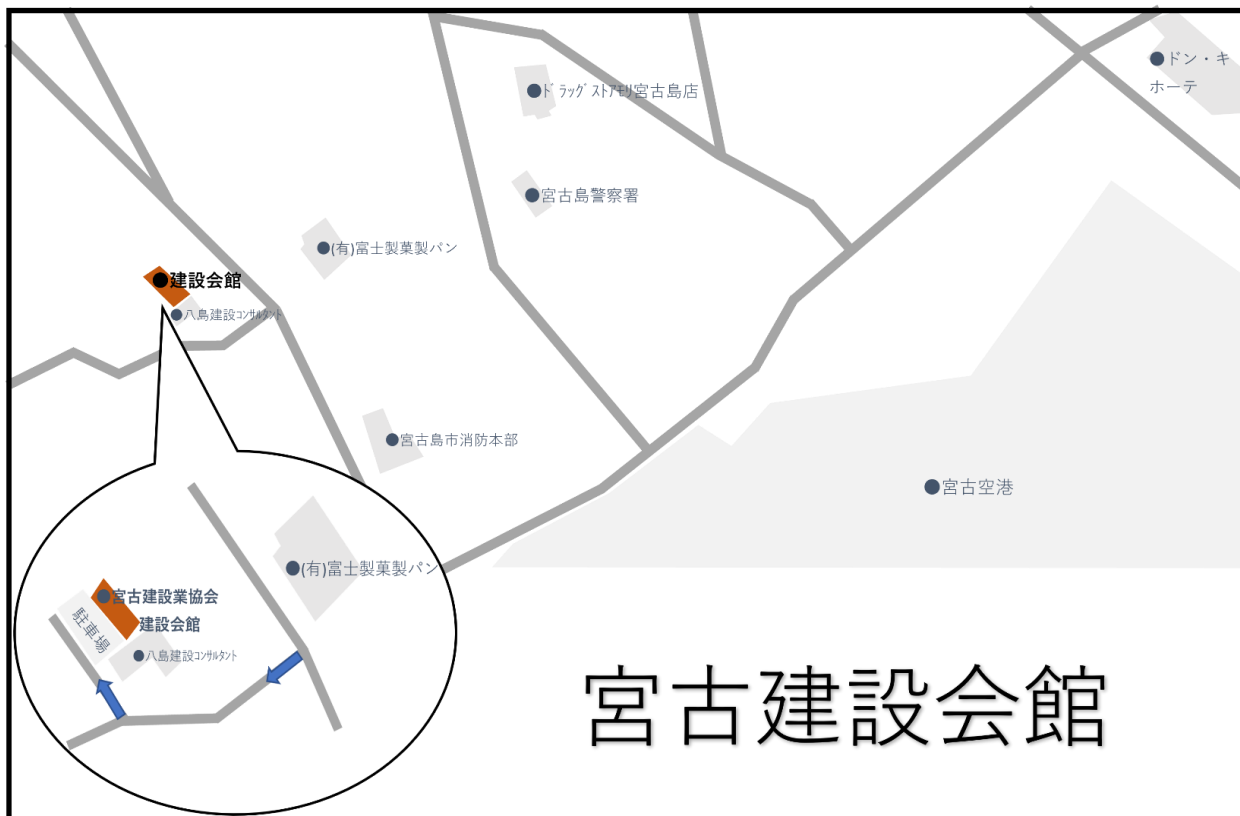 ドン・キ
ホーテ
ﾄﾞﾗｯｸﾞｽﾄｱﾓﾘ宮古島店
宮古島警察署
(有)富士製菓製パン
建設会館
八島建設ｺﾝｻﾙﾀﾝﾄ
宮古島市消防本部
宮古空港
(有)富士製菓製パン
宮古建設業協会
建設会館
駐車場
八島建設ｺﾝｻﾙﾀﾝﾄ
宮古建設会館